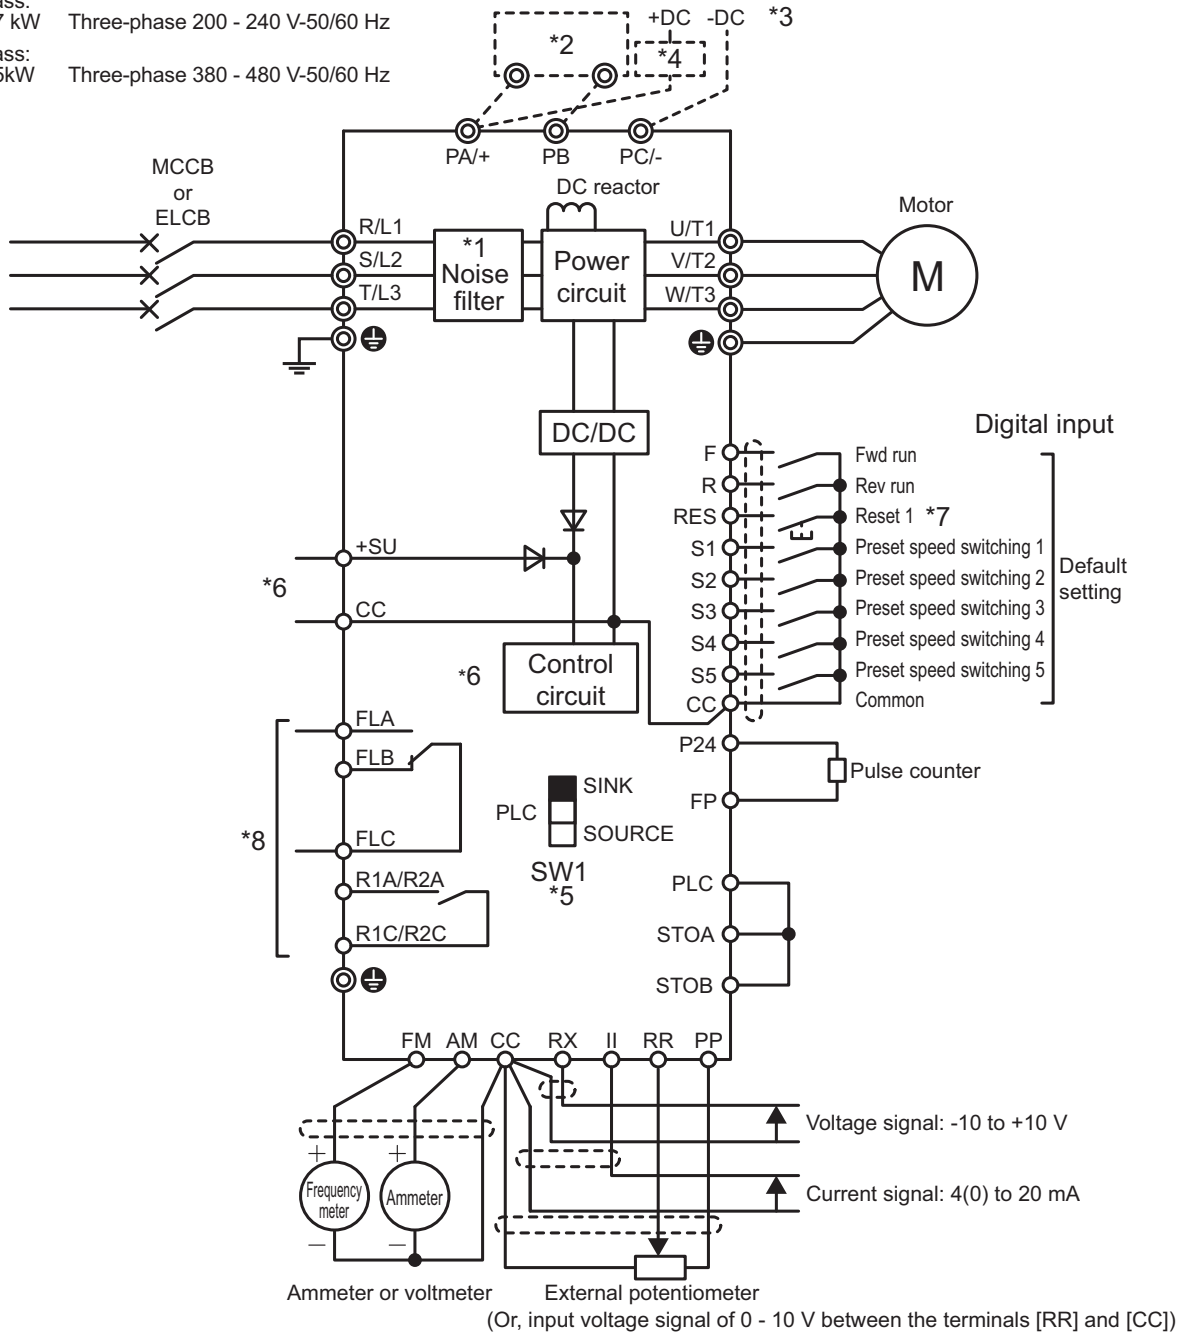 ass:
7 kW Three-phase 200 - 240 V-50/60 Hz
ass:
5kW Three-phase 380 - 480 V-50/60 Hz
*2
+DC -DC *3
*4
PA/+ PB PC/-
MCCB
or
ELCB
DC reactor
Motor
R/L1
S/L2
T/L3
*1
Noise
filter
Power
circuit
U/T1
V/T2
W/T3
M
DC/DC
Digital input
F Fwd run
R Rev run
RES Reset 1 *7
S1 Preset speed switching 1
S2 Preset speed switching 2
S3 Preset speed switching 3
S4 Preset speed switching 4
S5 Preset speed switching 5
CC Common
Default
setting
+SU
*6
CC
*6
Control
circuit
P24
Pulse counter
FP
FLA
FLB
*8
FLC
R1A/R2A
R1C/R2C
SINK
PLC
SOURCE
SW1
*5
PLC
STOA
STOB
FM AM CC RX II RR PP
Voltage signal: -10 to +10 V
Current signal: 4(0) to 20 mA
+ +
Frequency
meter
Ammeter
− −
Ammeter or voltmeter
External potentiometer
(Or, input voltage signal of 0 - 10 V between the terminals [RR] and [CC])